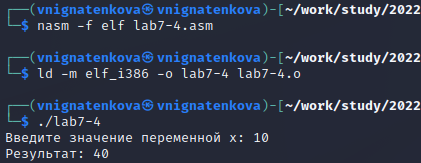 ┌──(vnignatenkova㉿ vnignatenkova)-[~/work/study/2022
└─$ nasm -f elf lab7-4.asm
┌──(vnignatenkova㉿ vnignatenkova)-[~/work/study/2022
└─$ ld -m elf_i386 -o lab7-4 lab7-4.o
┌──(vnignatenkova㉿ vnignatenkova)-[~/work/study/2022
└─$ ./lab7-4
Введите значение переменной х: 10
Результат: 40